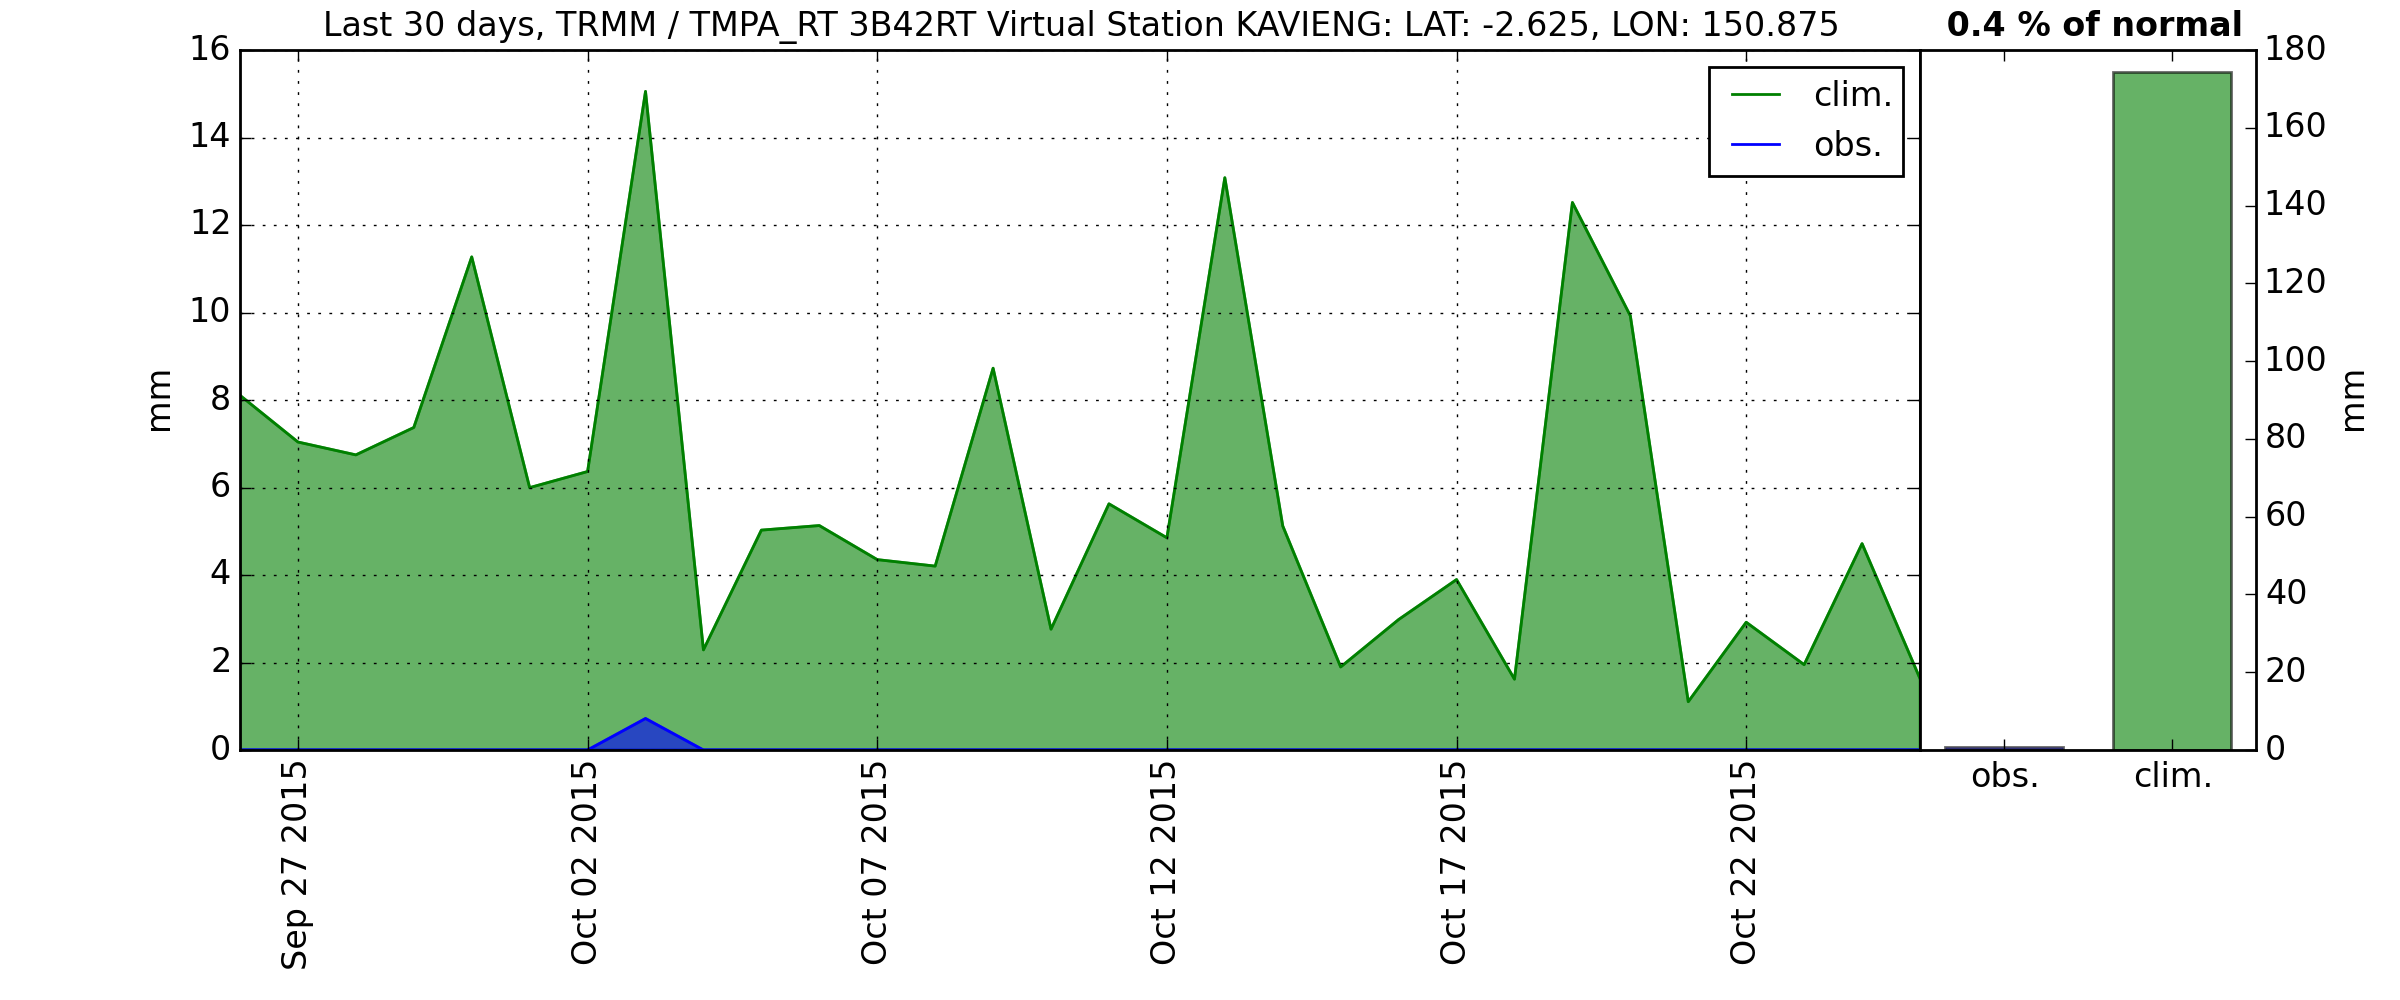 Last 30 days, TRMM / TMPA_RT 3B42RT Virtual Station KAVIENG: LAT: -2.625, LON: 150.875
0.4 % of normal
16
14
12
10
8
6
4
2
0
mm
clim.
obs.
Sep 27 2015
Oct 02 2015
Oct 07 2015
Oct 12 2015
Oct 17 2015
Oct 22 2015
180
160
140
120
100
80
60
40
20
0
mm
obs.
clim.